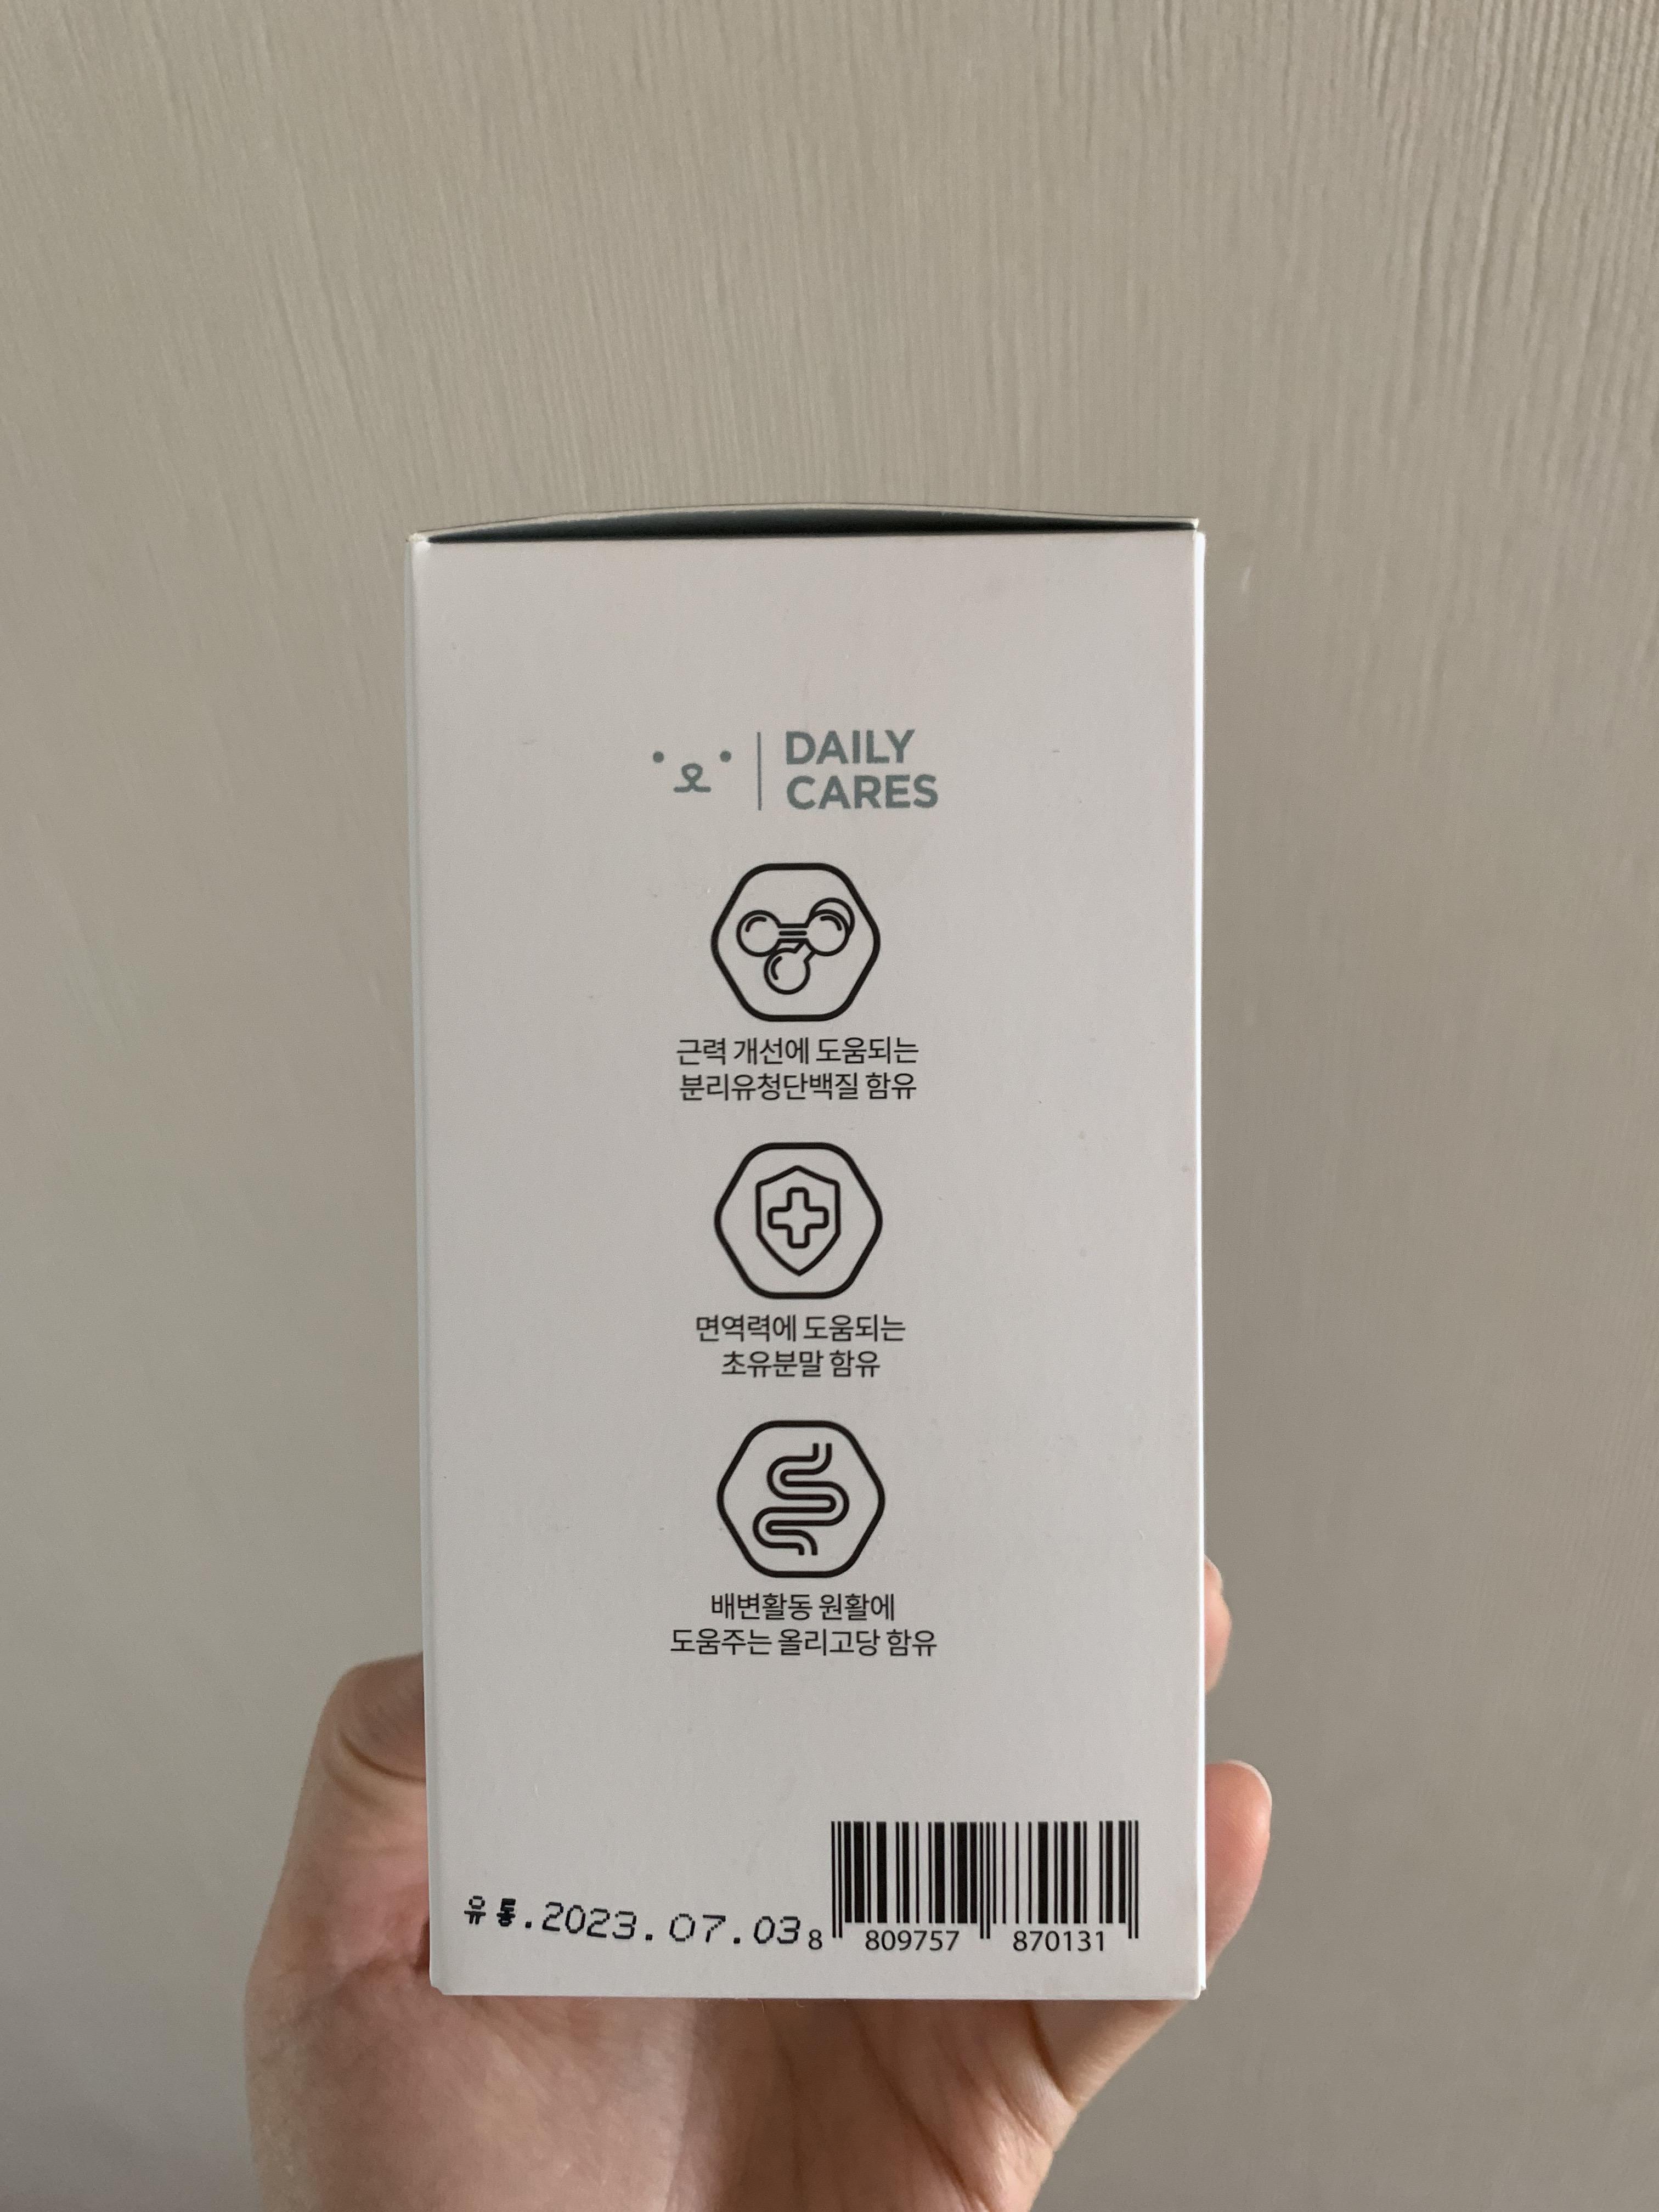 DAILY
CARES
근력 개선에 도움되는
분리유청단백질 함유
면역력에 도움되는
초유분말 함유
배변활동 원활에
도움주는 올리고당 함유
유통.2023.07.03
8 809757 870131